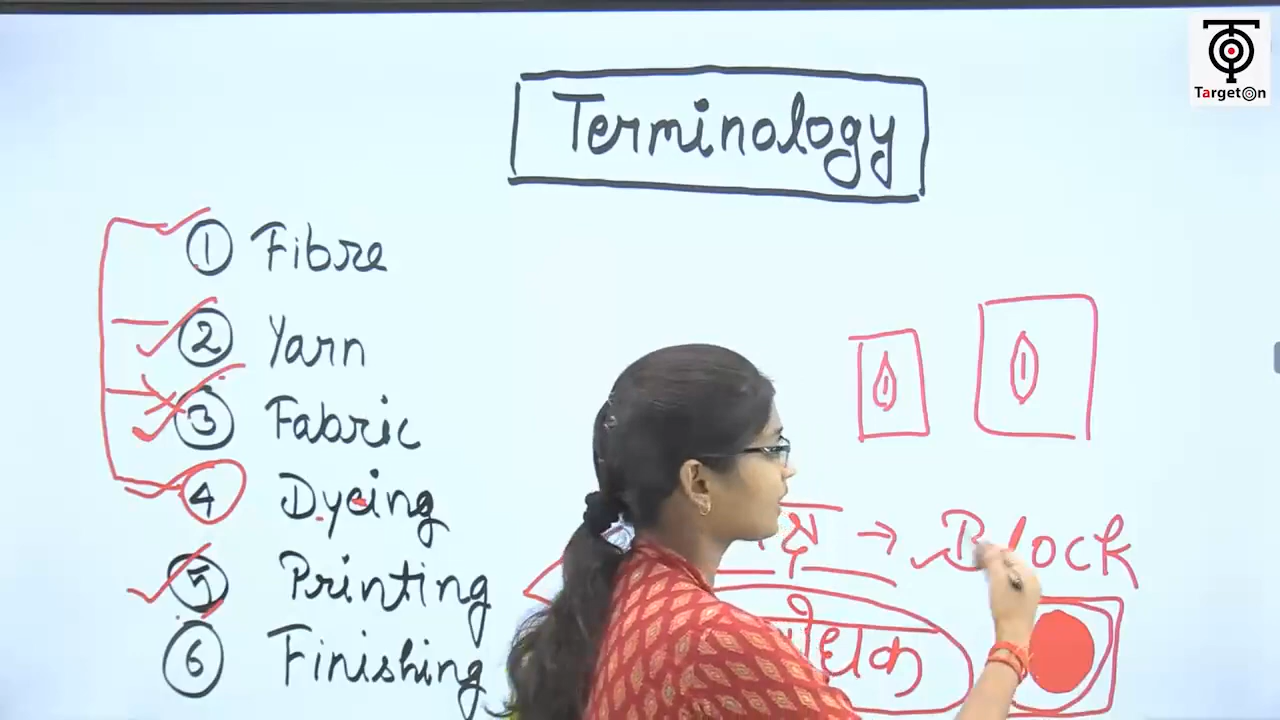 TargetOn
Terminology
① Fibre
② Yarn
③ Fabric
④ Dyeing
⑤ Printing
⑥ Finishing
→ Block